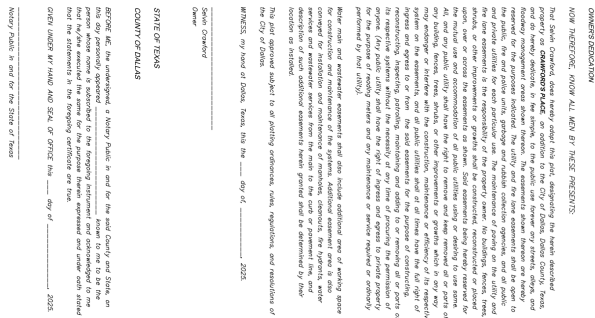 OWNER'S DEDICATION
NOW THEREFORE, KNOW ALL MEN BY THESE PRESENTS:
That Selvin Crawford, does hereby adopt this plat, designating the herein described
property as CRAWFORD'S PLACE, an addition to the City of Dallas, Dallas County, Texas,
and do hereby dedicate, in fee simple, to the public use forever any streets, alleys, and
floodway management areas shown thereon. The easements shown thereon are hereby
reserved for the purposes indicated. The utility and fire lane easements shall be open to
the public, fire and police units, garbage and rubbish collection agencies, and all public
and private utilities for each particular use. The maintenance of paving on the utility and
fire lane easements is the responsibility of the property owner. No buildings, fences, trees,
shrubs, or other improvements or growths shall be constructed, reconstructed or placed
upon, over or across the easements as shown. Said easements being hereby reserved for
the mutual use and accommodation of all public utilities using or desiring to use same.
All, and any public utility shall have the right to remove and keep removed all or parts of
any building, fences, trees, shrubs, or other improvements or growths which in any way
may endanger or interfere with the construction, maintenance or efficiency of its respective
system on the easements, and all public utilities shall at all times have the full right of
ingress and egress to or from the said easements for the purpose of constructing,
reconstructing, inspecting, patrolling, maintaining and adding to or removing all or parts o
its respective systems without the necessity at any time of procuring the permission of
anyone. (Any public utility shall have the right of ingress and egress to private property
for the purpose of reading meters and any maintenance or service required or ordinarily
performed by that utility).
Water main and wastewater easements shall also include additional area of working space
for construction and maintenance of the systems. Additional easement area is also
conveyed for installation and maintenance of manholes, cleanouts, fire hydrants, water
services and wastewater services from the main to the curb or pavement line, and
description of such additional easements herein granted shall be determined by their
location as installed.
This plat approved subject to all platting ordinances, rules, regulations, and resolutions of
the City of Dallas.
WITNESS, my hand at Dallas, Texas, this the ____ day of, ________, 2025.
Selvin Crawford
Owner
STATE OF TEXAS
COUNTY OF DALLAS
BEFORE ME, the undersigned, a Notary Public in and for the said County and State, on
this day personally appeared ________ known to me to be the
person whose name is subscribed to the foregoing instrument and acknowledged to me
that he/she executed the same for the purpose therein expressed and under oath stated
that the statements in the foregoing certificate are true.
GIVEN UNDER MY HAND AND SEAL OF OFFICE this ____ day of ________, 2025.
Notary Public in and for the State of Texas